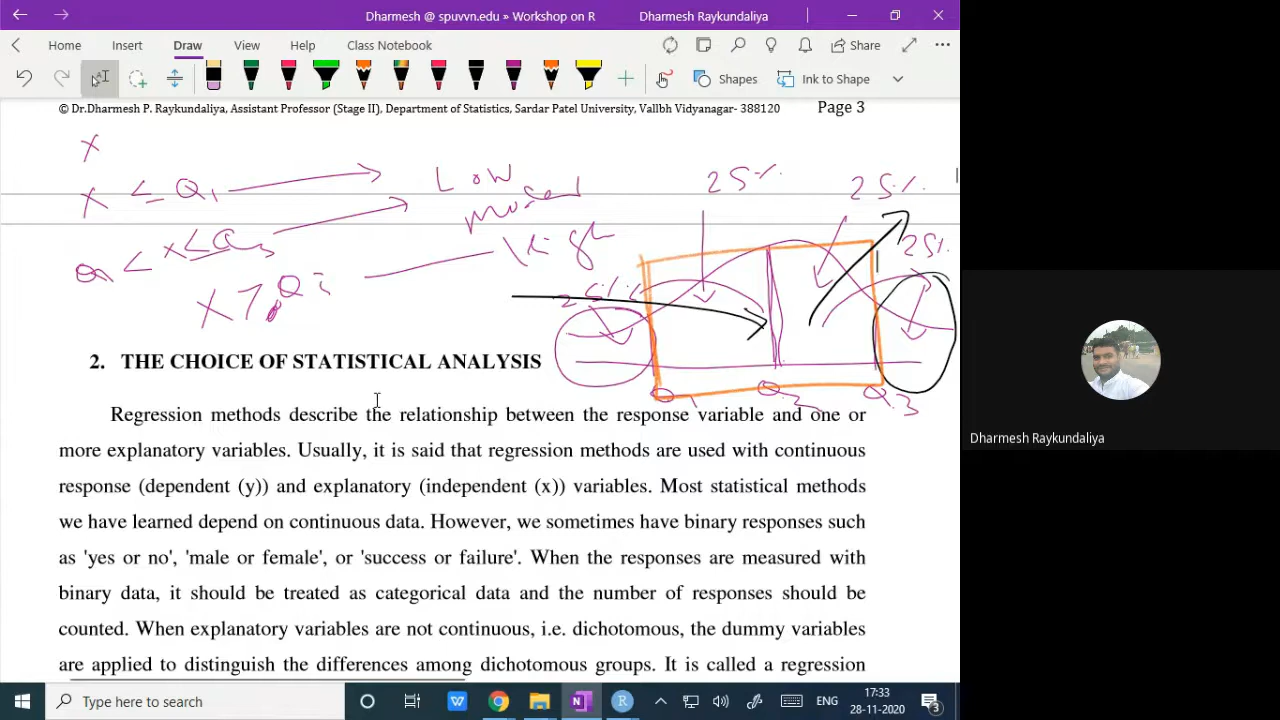 Dharmesh @ spuvvn.edu » Workshop on R
Dharmesh Raykundaliya
Home Insert Draw View Help Class Notebook
Share
Shapes
Ink to Shape
© Dr.Dharmesh P. Raykundaliya, Assistant Professor (Stage II), Department of Statistics, Sardar Patel University, Vallbh Vidyanagar- 388120 Page 3
X
X ≤ Q1
Low
25%
25%
25%
High
25%
2. THE CHOICE OF STATISTICAL ANALYSIS
Q3
Regression methods describe the relationship between the response variable and one or
more explanatory variables. Usually, it is said that regression methods are used with continuous
response (dependent (y)) and explanatory (independent (x)) variables. Most statistical methods
we have learned depend on continuous data. However, we sometimes have binary responses such
as 'yes or no', 'male or female', or 'success or failure'. When the responses are measured with
binary data, it should be treated as categorical data and the number of responses should be
counted. When explanatory variables are not continuous, i.e. dichotomous, the dummy variables
are applied to distinguish the differences among dichotomous groups. It is called a regression
Dharmesh Raykundaliya
Type here to search
ENG
17:33
28-11-2020
3